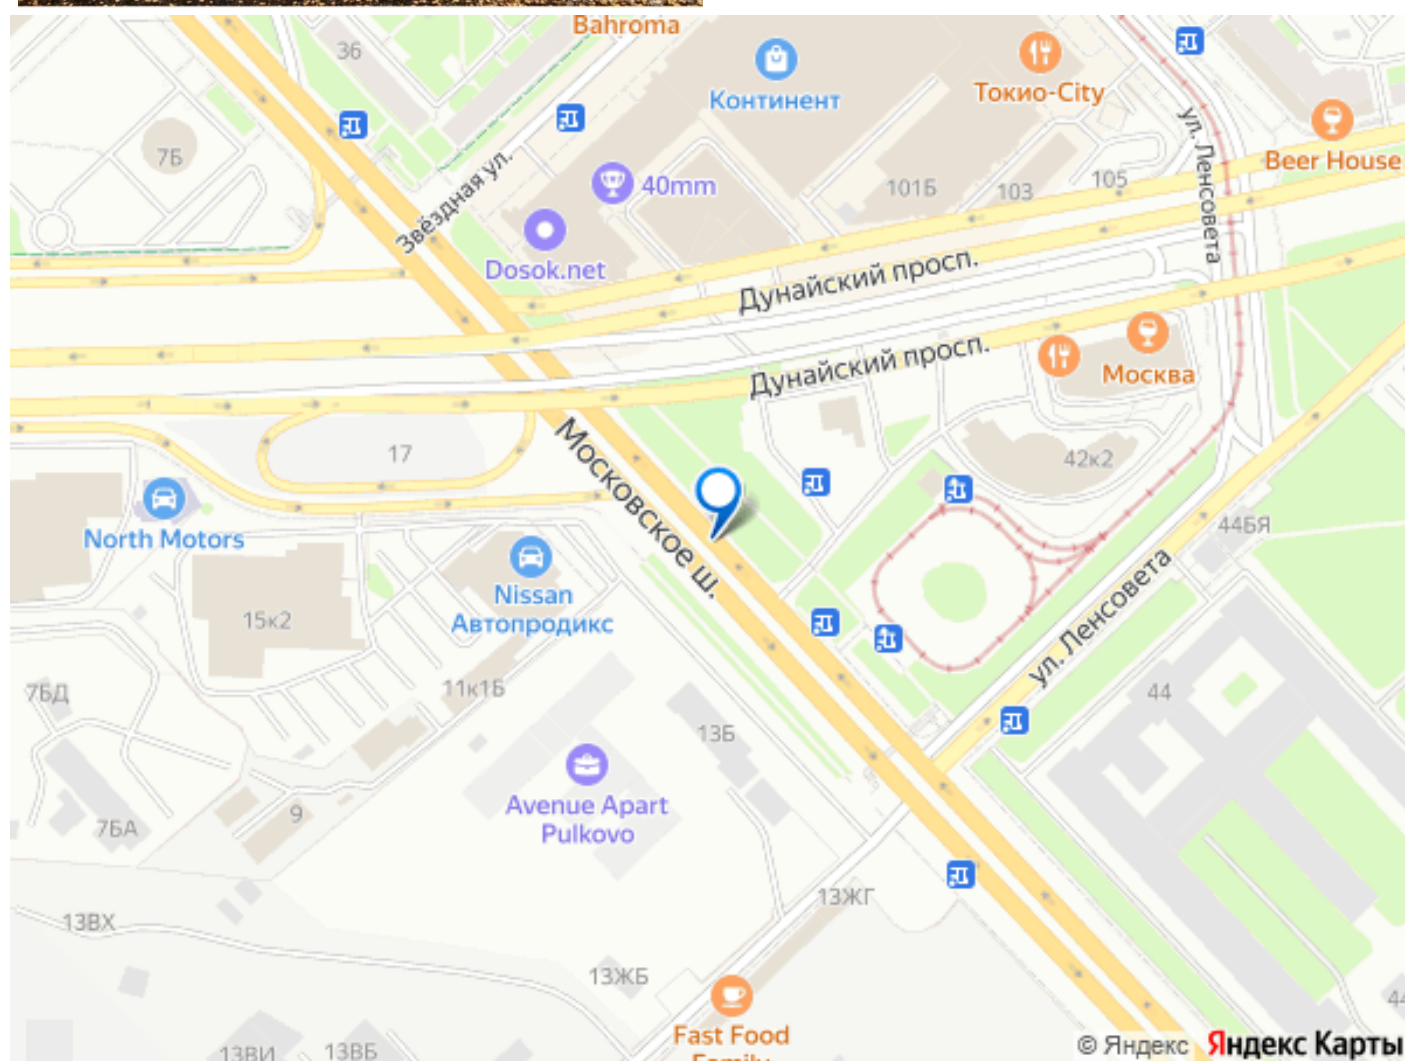 Bahroma
36
Континент
Токио-City
ул. Ленсовета
Beer House
7Б
Звёздная ул.
40mm
101Б
103
105
Dosok.net
Дунайский просп.
Дунайский просп.
Москва
Московское ш.
17
42к2
North Motors
44БЯ
Nissan
Автопродикс
15к2
ул. Ленсовета
7БД
11к1Б
13Б
44
Avenue Apart
Pulkovo
7БА
9
13ЖГ
13ВХ
13ЖБ
Fast Food
Family
13ВИ
13ВБ
44
© Яндекс Яндекс Карты